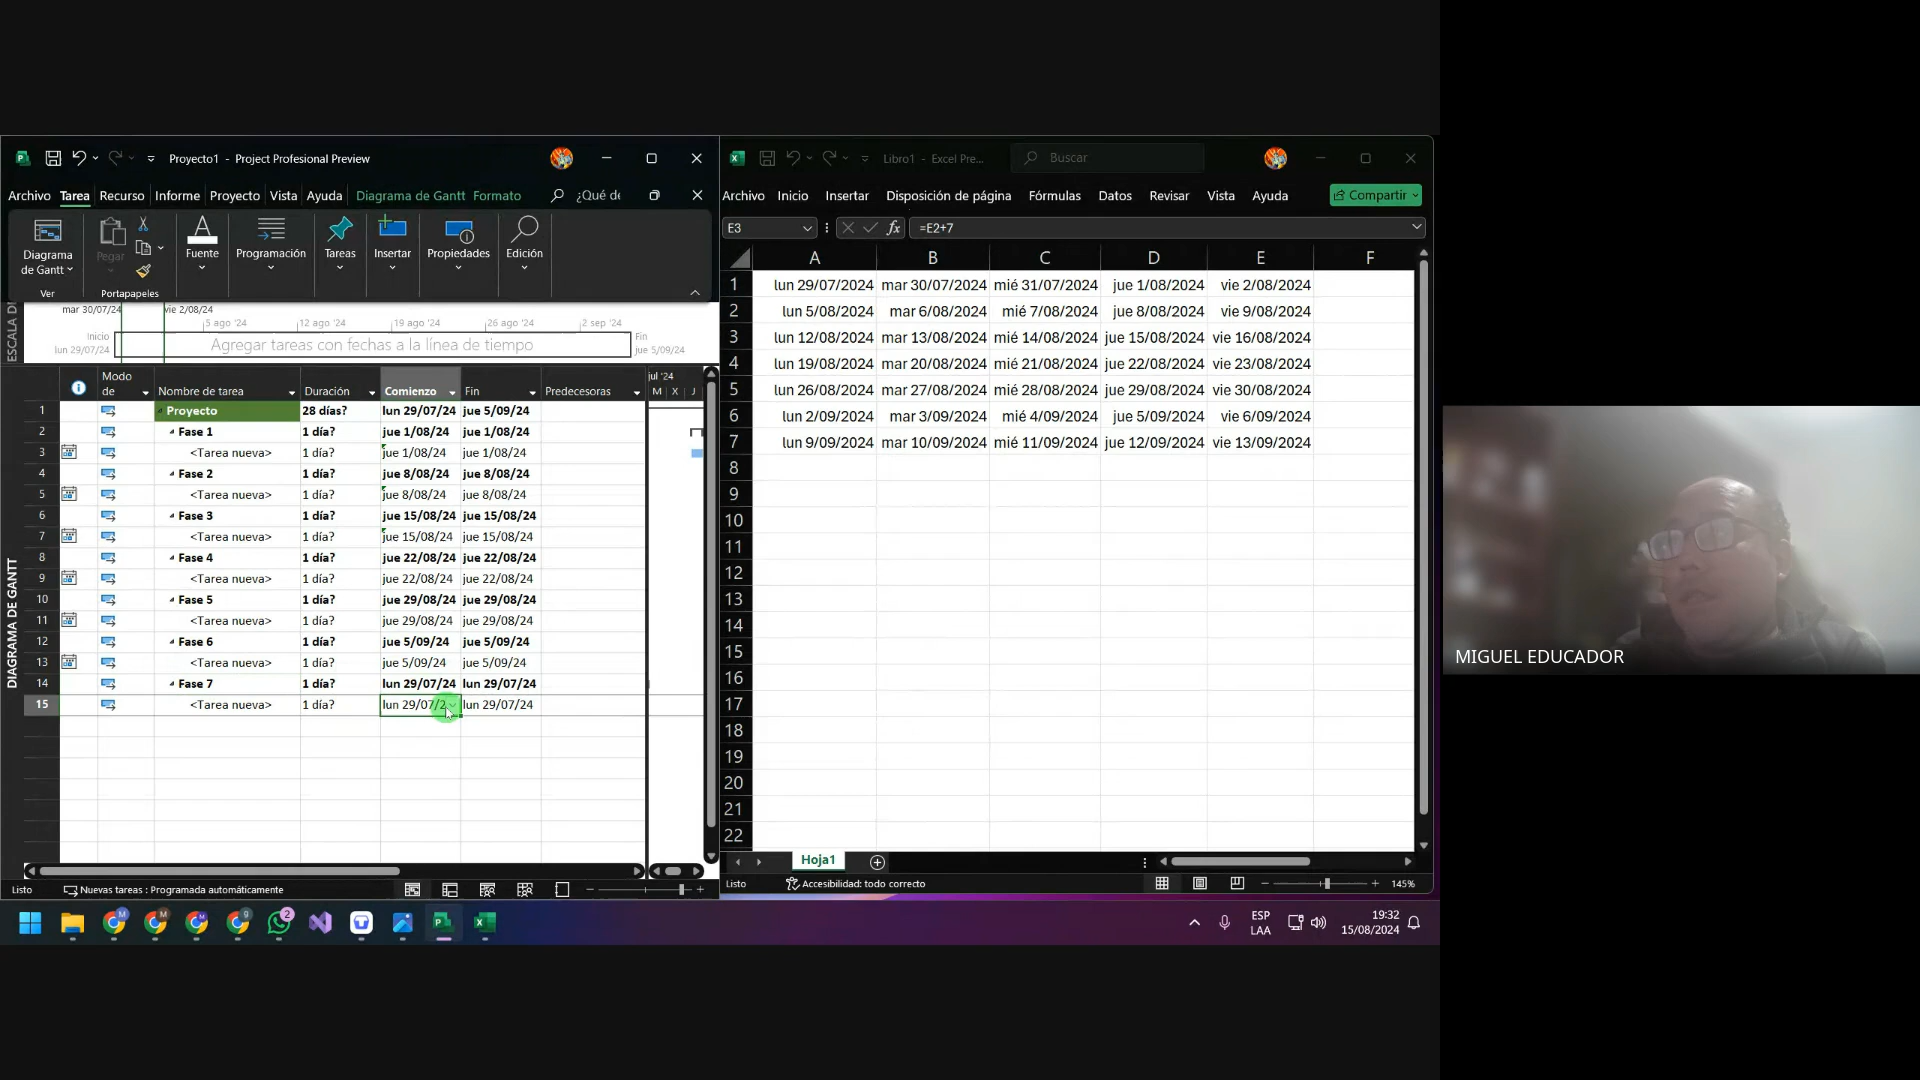 Proyecto1 - Project Profesional Preview
Archivo Tarea Recurso Informe Proyecto Vista Ayuda Diagrama de Gantt Formato ¿Qué de
Diagrama de Gantt
Pegar
Fuente
Programación
Tareas
Insertar
Propiedades
Edición
Ver
Portapapeles
ESCALA DE
mar 30/07/24 vie 2/08/24
5 ago '24 12 ago '24 19 ago '24 26 ago '24 2 sep '24
Inicio
lun 29/07/24
Agregar tareas con fechas a la línea de tiempo
Fin
jue 5/09/24
DIAGRAMA DE GANTT
Modo de Nombre de tarea Duración Comienzo Fin Predecesoras
jul '24
M X J
1 Proyecto 28 días? lun 29/07/24 jue 5/09/24
2 Fase 1 1 día? jue 1/08/24 jue 1/08/24
3 <Tarea nueva> 1 día? jue 1/08/24 jue 1/08/24
4 Fase 2 1 día? jue 8/08/24 jue 8/08/24
5 <Tarea nueva> 1 día? jue 8/08/24 jue 8/08/24
6 Fase 3 1 día? jue 15/08/24 jue 15/08/24
7 <Tarea nueva> 1 día? jue 15/08/24 jue 15/08/24
8 Fase 4 1 día? jue 22/08/24 jue 22/08/24
9 <Tarea nueva> 1 día? jue 22/08/24 jue 22/08/24
10 Fase 5 1 día? jue 29/08/24 jue 29/08/24
11 <Tarea nueva> 1 día? jue 29/08/24 jue 29/08/24
12 Fase 6 1 día? jue 5/09/24 jue 5/09/24
13 <Tarea nueva> 1 día? jue 5/09/24 jue 5/09/24
14 Fase 7 1 día? lun 29/07/24 lun 29/07/24
15 <Tarea nueva> 1 día? lun 29/07/2 lun 29/07/24
Listo Nuevas tareas : Programada automáticamente
Libro1 - Excel Pre... Buscar
Archivo Inicio Insertar Disposición de página Fórmulas Datos Revisar Vista Ayuda Compartir
E3 fx =E2+7
A B C D E F
1 lun 29/07/2024 mar 30/07/2024 mié 31/07/2024 jue 1/08/2024 vie 2/08/2024
2 lun 5/08/2024 mar 6/08/2024 mié 7/08/2024 jue 8/08/2024 vie 9/08/2024
3 lun 12/08/2024 mar 13/08/2024 mié 14/08/2024 jue 15/08/2024 vie 16/08/2024
4 lun 19/08/2024 mar 20/08/2024 mié 21/08/2024 jue 22/08/2024 vie 23/08/2024
5 lun 26/08/2024 mar 27/08/2024 mié 28/08/2024 jue 29/08/2024 vie 30/08/2024
6 lun 2/09/2024 mar 3/09/2024 mié 4/09/2024 jue 5/09/2024 vie 6/09/2024
7 lun 9/09/2024 mar 10/09/2024 mié 11/09/2024 jue 12/09/2024 vie 13/09/2024
8
9
10
11
12
13
14
15
16
17
18
19
20
21
22
Hoja1
Listo Accesibilidad: todo correcto 145%
ESP
LAA
19:32
15/08/2024
MIGUEL EDUCADOR